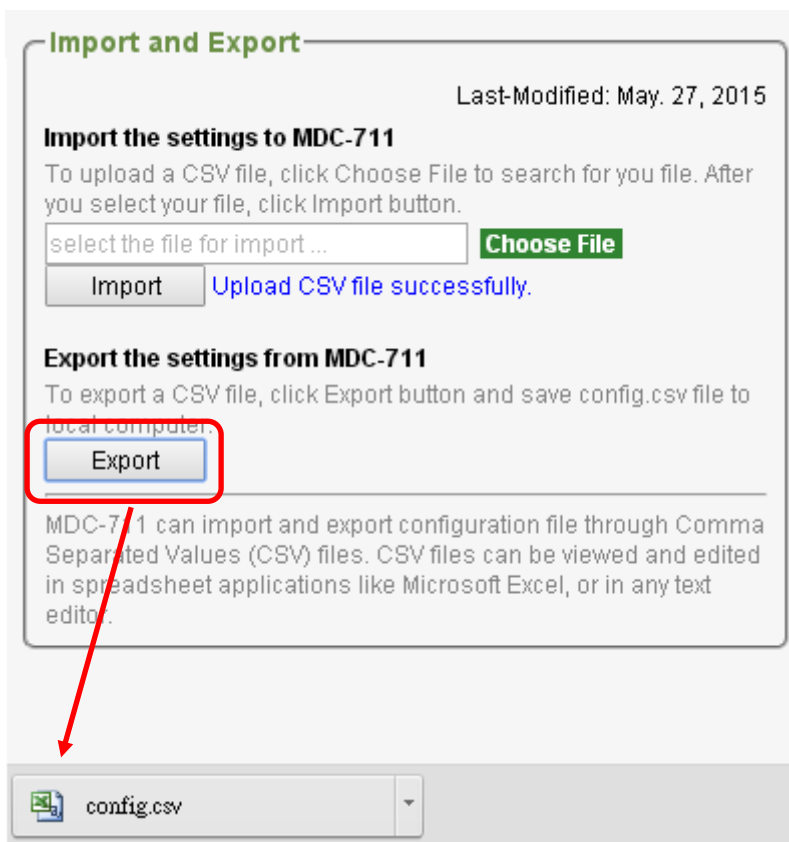 Import and Export
Last-Modified: May. 27, 2015
Import the settings to MDC-711
To upload a CSV file, click Choose File to search for you file. After
you select your file, click Import button.
select the file for import ...
Choose File
Import
Upload CSV file successfully.
Export the settings from MDC-711
To export a CSV file, click Export button and save config.csv file to
local computer.
Export
MDC-711 can import and export configuration file through Comma
Separated Values (CSV) files. CSV files can be viewed and edited
in spreadsheet applications like Microsoft Excel, or in any text
editor.
config.csv